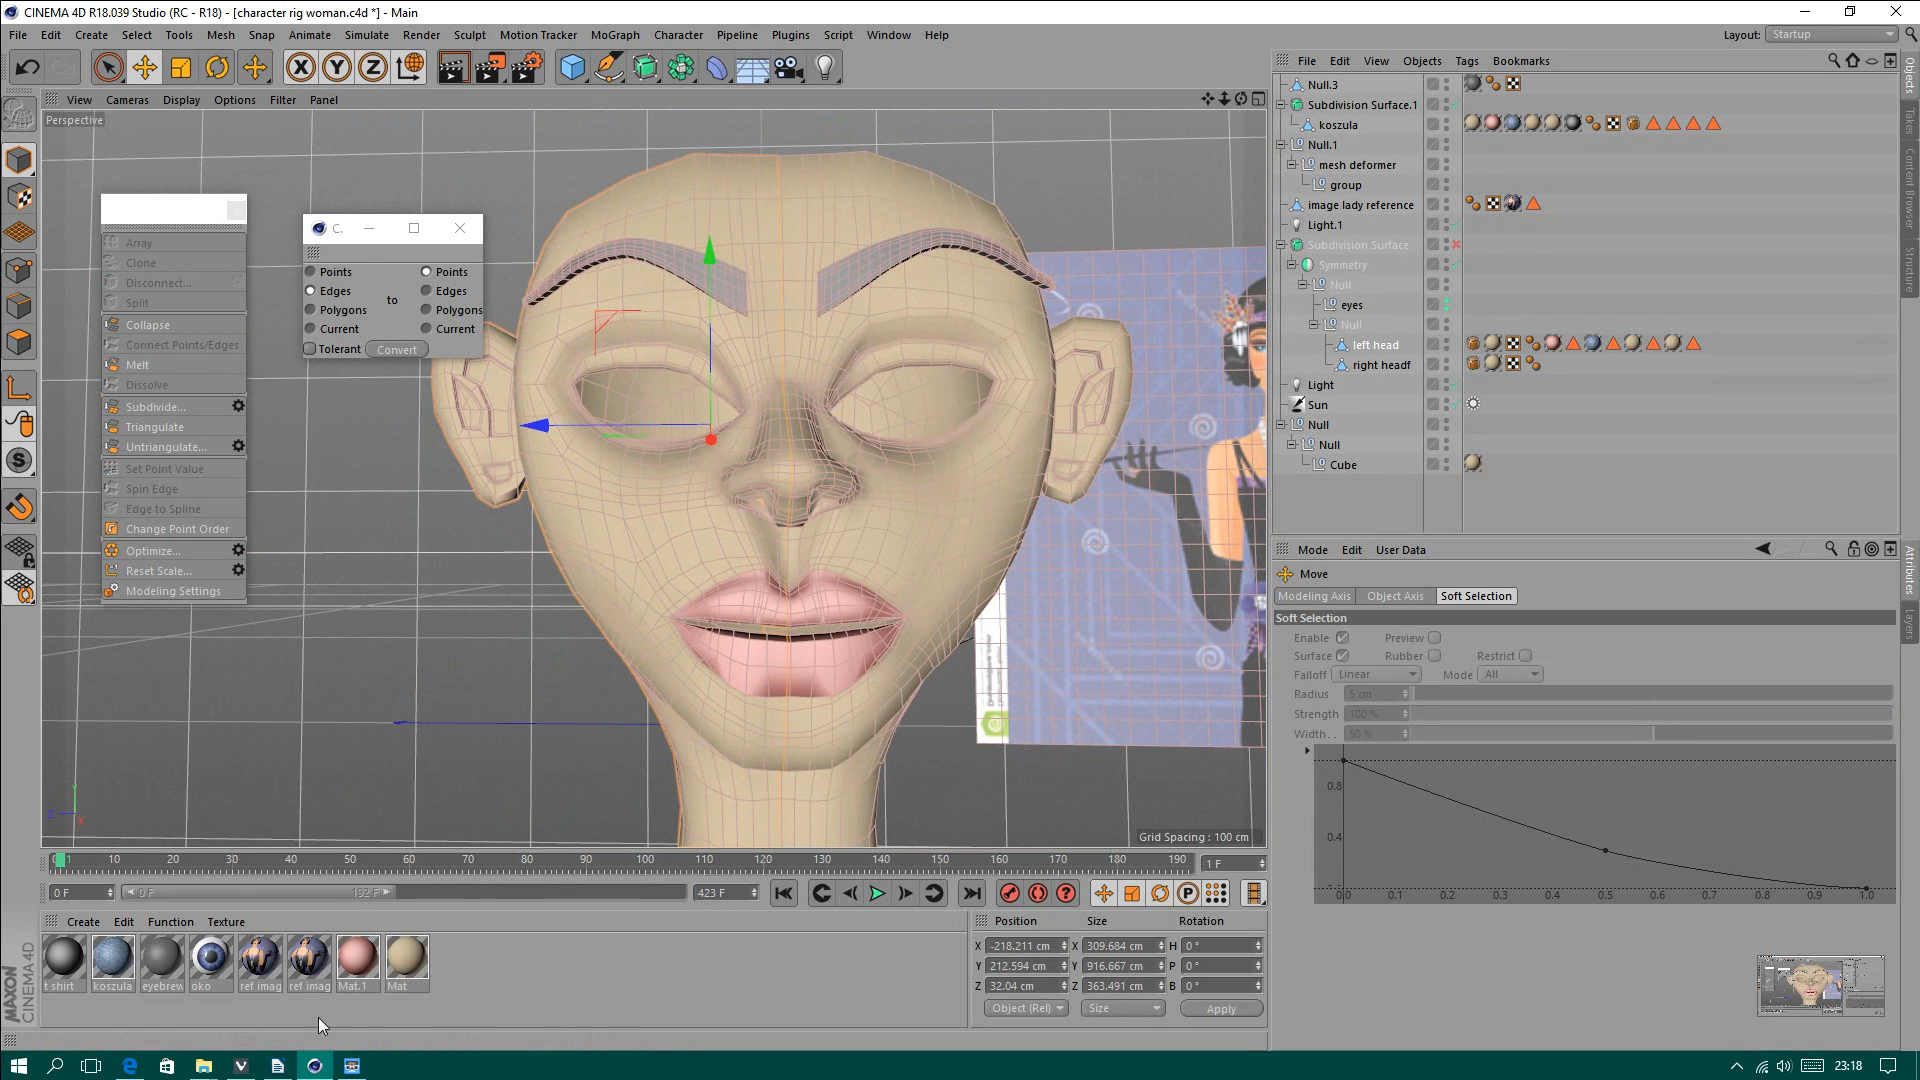 CINEMA 4D R18.039 Studio (RC - R18) - [character rig woman.c4d *] - Main
File Edit Create Select Tools Mesh Snap Animate Simulate Render Sculpt Motion Tracker MoGraph Character Pipeline Plugins Script Window Help
Layout: Startup
View Cameras Display Options Filter Panel
Perspective
Array
Clone
Disconnect...
Split
Collapse
Connect Points/Edges
Melt
Dissolve
Subdivide...
Triangulate
Untriangulate...
Set Point Value
Spin Edge
Edge to Spline
Change Point Order
Optimize...
Reset Scale...
Modeling Settings
C.
Points Points
Edges Edges
to
Polygons Polygons
Current Current
Tolerant Convert
Grid Spacing : 100 cm
File Edit View Objects Tags Bookmarks
Null.3
Subdivision Surface.1
koszula
Null.1
mesh deformer
group
image lady reference
Light.1
Subdivision Surface
Symmetry
Null
eyes
Null
left head
right headf
Light
Sun
Null
Null
Cube
Objects
Takes
Content Browser
Structure
Mode Edit User Data
Move
Modeling Axis Object Axis Soft Selection
Soft Selection
Enable Preview
Surface Rubber Restrict
Falloff Linear Mode All
Radius 5 cm
Strength 100 %
Width . . 50 %
0.8
0.4
0.0 0.1 0.2 0.3 0.4 0.5 0.6 0.7 0.8 0.9 1.0
Attributes
Layers
0 1 10 20 30 40 50 60 70 80 90 100 110 120 130 140 150 160 170 180 190
1 F
0 F 0 F 192 F 423 F
Create Edit Function Texture
t shirt koszula eyebrew oko ref imag ref imag Mat.1 Mat
MAXON
CINEMA 4D
Position Size Rotation
X -218.211 cm X 309.684 cm H 0 °
Y 212.594 cm Y 916.667 cm P 0 °
Z 32.04 cm Z 363.491 cm B 0 °
Object (Rel) Size Apply
23:18